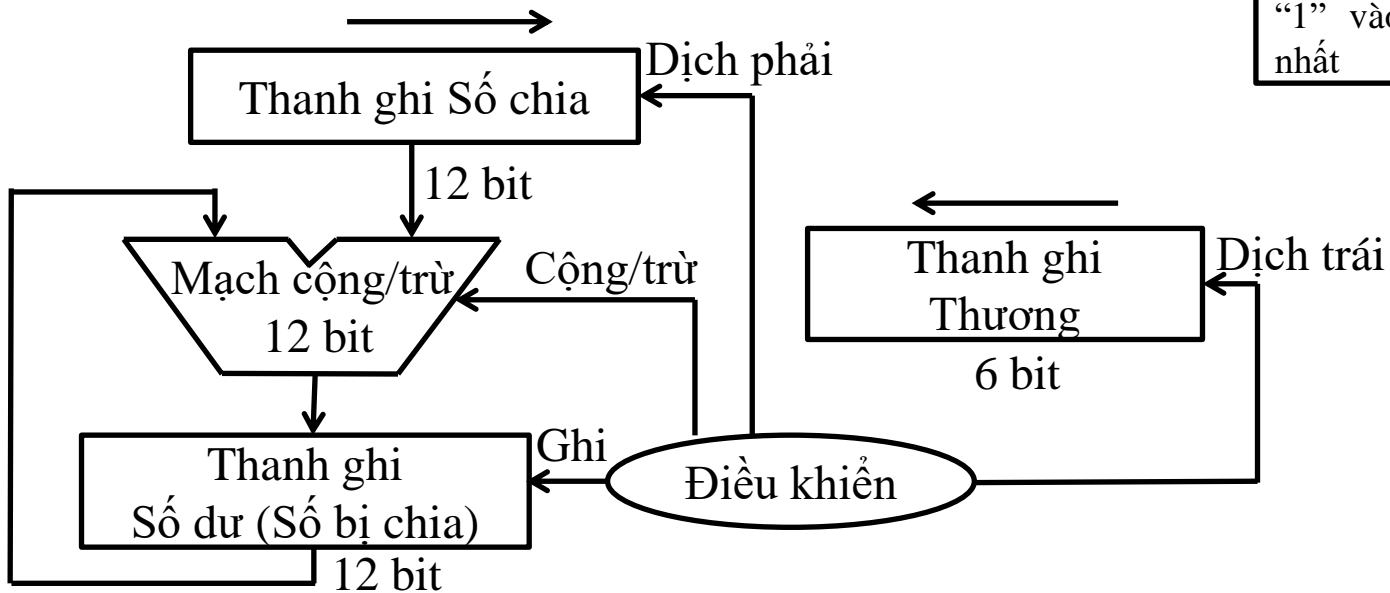 “1” vào
nhất
Dịch phải
Thanh ghi Số chia
12 bit
Thanh ghi
Thương
Dịch trái
6 bit
Mạch cộng/trừ
12 bit
Cộng/trừ
Thanh ghi
Số dư (Số bị chia)
Ghi
Điều khiển
12 bit